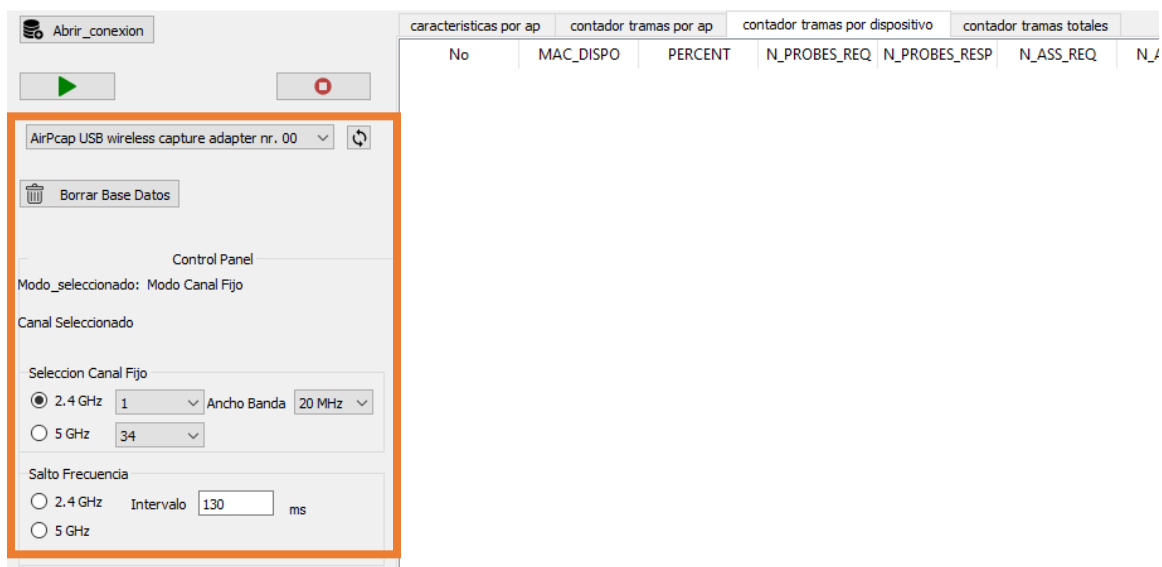 Abrir_conexion
caracteristicas por ap contador tramas por ap contador tramas por dispositivo contador tramas totales
No MAC_DISPO PERCENT N_PROBES_REQ N_PROBES_RESP N_ASS_REQ N_A
AirPcap USB wireless capture adapter nr. 00
Borrar Base Datos
Control Panel
Modo_seleccionado: Modo Canal Fijo
Canal Seleccionado
Seleccion Canal Fijo
2.4 GHz 1 Ancho Banda 20 MHz
5 GHz 34
Salto Frecuencia
2.4 GHz Intervalo 130 ms
5 GHz